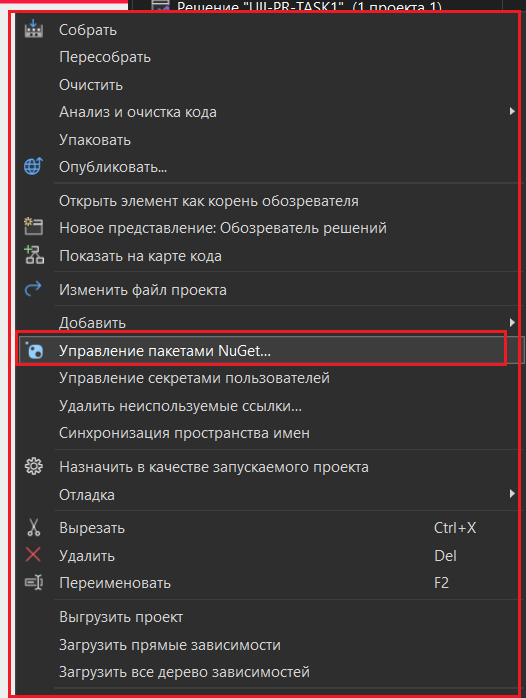 Решение "UII-PR-TASK1" (1 проекта 1)
Собрать
Пересобрать
Очистить
Анализ и очистка кода
Упаковать
Опубликовать...
Открыть элемент как корень обозревателя
Новое представление: Обозреватель решений
Показать на карте кода
Изменить файл проекта
Добавить
Управление пакетами NuGet...
Управление секретами пользователей
Удалить неиспользуемые ссылки...
Синхронизация пространства имен
Назначить в качестве запускаемого проекта
Отладка
Вырезать Ctrl+X
Удалить Del
Переименовать F2
Выгрузить проект
Загрузить прямые зависимости
Загрузить все дерево зависимостей